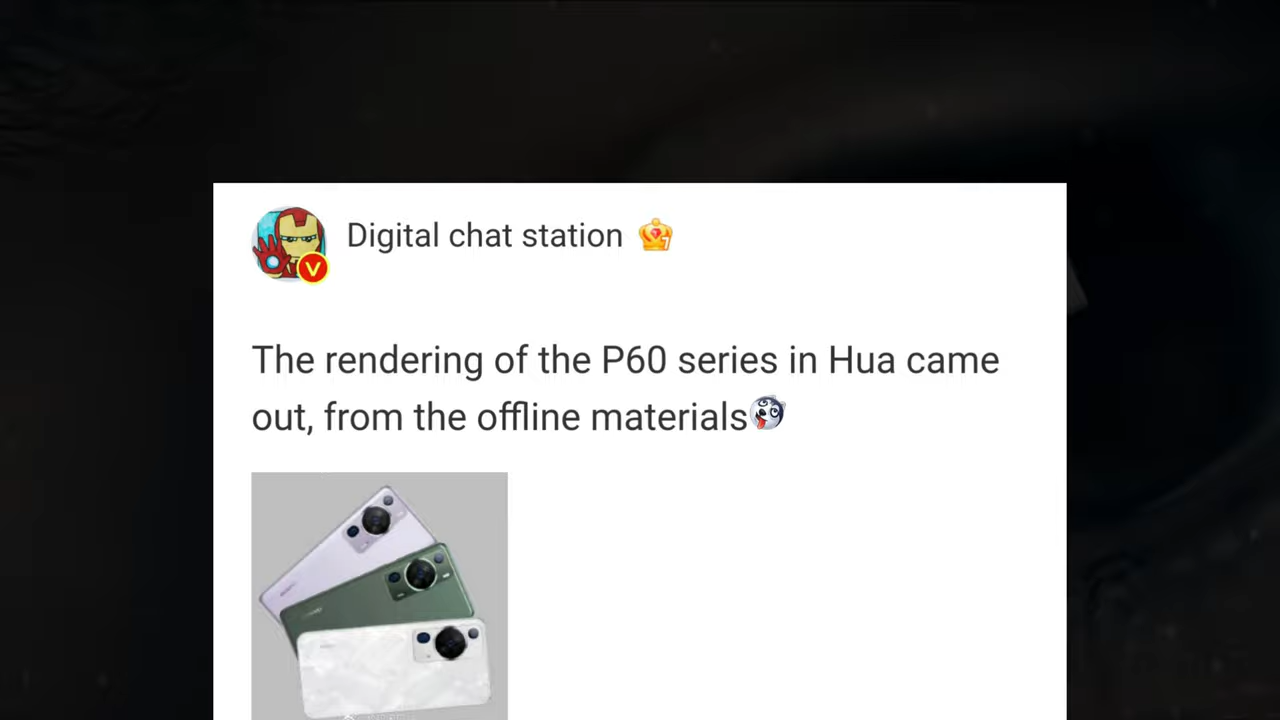 Digital chat station
The rendering of the P60 series in Hua came
out, from the offline materials